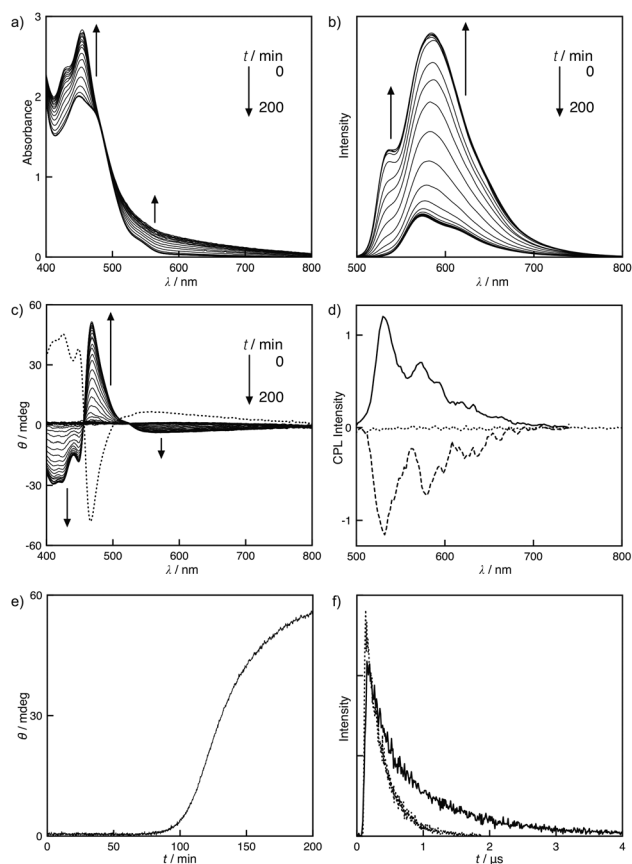 a)
3
2
1
0
Absorbance
400
500
600
700
800
λ / nm
t / min
0
200
b)
Intensity
500
600
700
800
λ / nm
t / min
0
200
c)
60
30
0
-30
-60
θ / mdeg
400
500
600
700
800
λ / nm
t / min
0
200
d)
1
0
-1
CPL Intensity
500
600
700
800
λ / nm
e)
60
30
0
θ / mdeg
0
50
100
150
200
t / min
f)
Intensity
0
1
2
3
4
t / μs